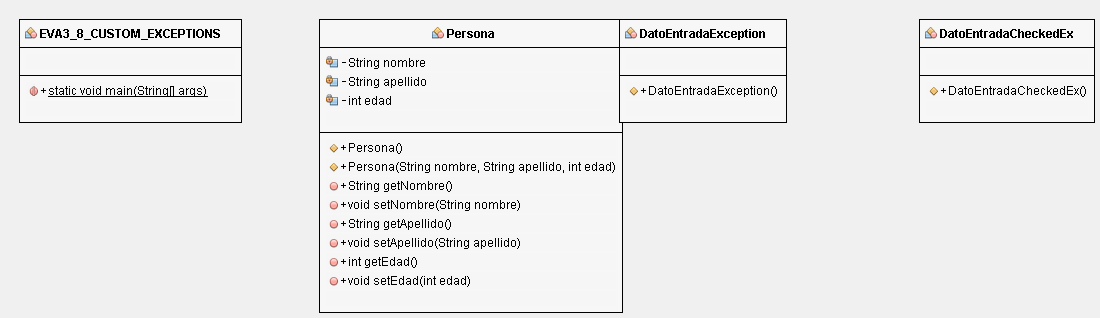 EVA3_8_CUSTOM_EXCEPTIONS
+static void main(String[] args)
Persona
-String nombre
-String apellido
-int edad
+Persona()
+Persona(String nombre, String apellido, int edad)
+String getNombre()
+void setNombre(String nombre)
+String getApellido()
+void setApellido(String apellido)
+int getEdad()
+void setEdad(int edad)
DatoEntradaException
+DatoEntradaException()
DatoEntradaCheckedEx
+DatoEntradaCheckedEx()